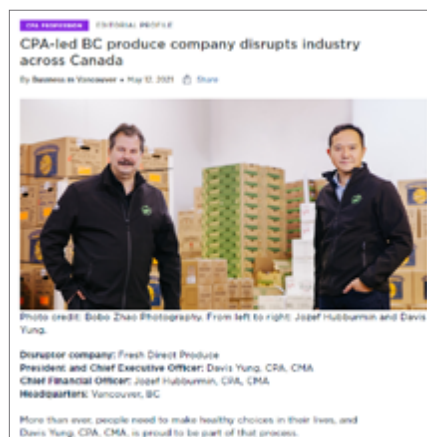 CPA PROFESSION EDITORIAL PROFILE
CPA-led BC produce company disrupts industry
across Canada
By Business in Vancouver • May 12, 2021 Share
Photo credit: Bobo Zhao Photography. From left to right: Jozef Hubburmin and Davis
Yung.
Disruptor company: Fresh Direct Produce
President and Chief Executive Officer: Davis Yung, CPA, CMA
Chief Financial Officer: Jozef Hubburmin, CPA, CMA
Headquarters: Vancouver, BC
More than ever, people need to make healthy choices in their lives, and
Davis Yung, CPA, CMA, is proud to be part of that process.